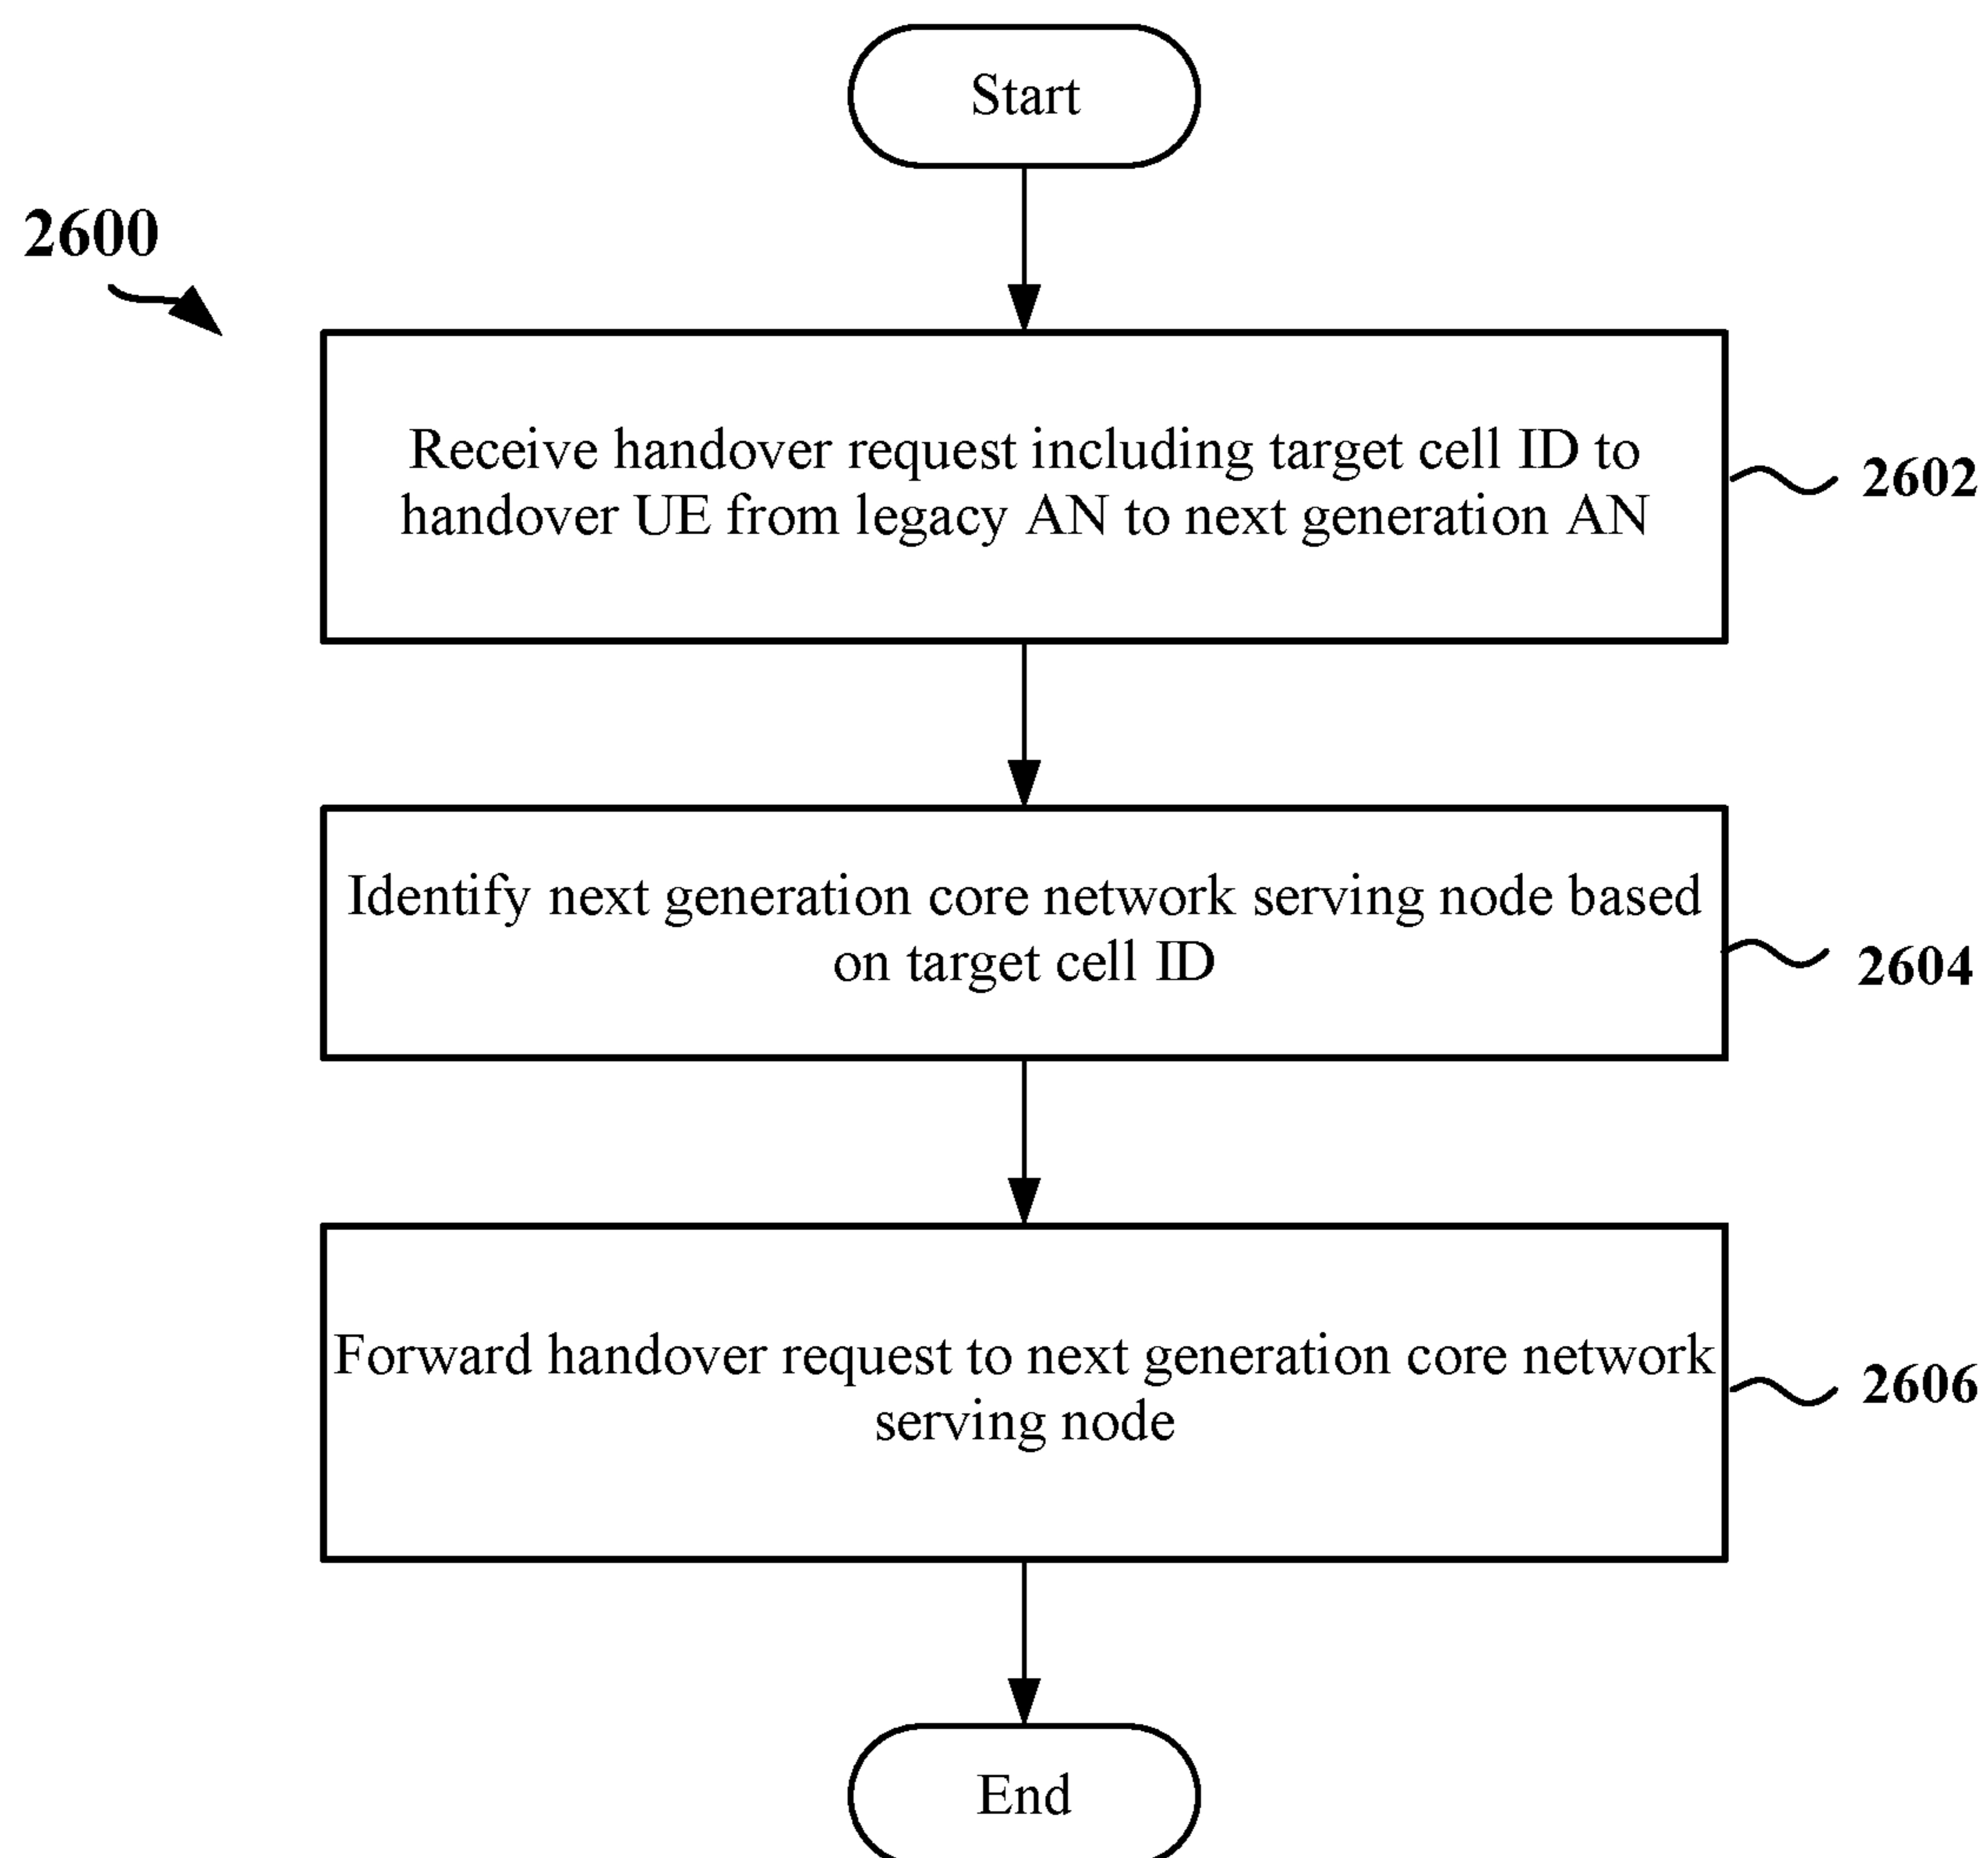 Start
2600
Receive handover request including target cell ID to
handover UE from legacy AN to next generation AN
2602
Identify next generation core network serving node based
on target cell ID
2604
Forward handover request to next generation core network
serving node
2606
End